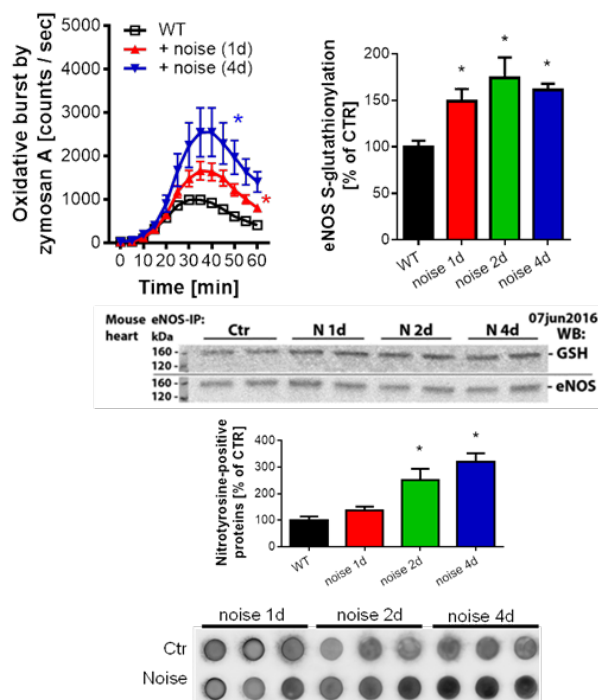 WT
+ noise (1d)
+ noise (4d)
Oxidative burst by
zymosan A [counts / sec]
5000
4000
3000
2000
1000
0
*
*
0 10 20 30 40 50 60
Time [min]
eNOS S-glutathionylation
[% of CTR]
200
150
100
50
0
* * *
WT noise 1d noise 2d noise 4d
Mouse eNOS-IP: 07jun2016
heart kDa Ctr N 1d N 2d N 4d WB:
160 - - GSH
120 -
160 - - eNOS
120 -
Nitrotyrosine-positive
proteins [% of CTR]
400
300
200
100
0
* *
WT noise 1d noise 2d noise 4d
noise 1d noise 2d noise 4d
Ctr
Noise